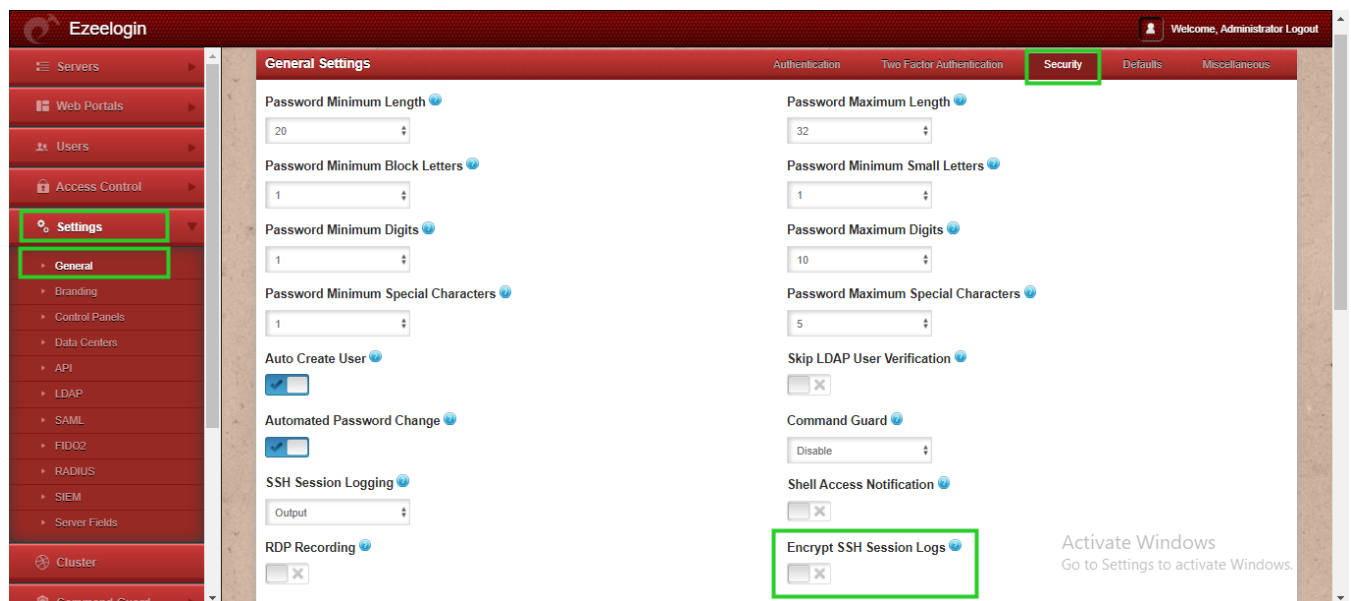 Ezeelogin
Welcome, Administrator Logout
Servers
Web Portals
Users
Access Control
Settings
General
Branding
Control Panels
Data Centers
API
LDAP
SAML
FIDO2
RADIUS
SIEM
Server Fields
Cluster
Command Guard
General Settings
Authentication Two Factor Authentication Security Defaults Miscellaneous
Password Minimum Length Password Maximum Length
20 32
Password Minimum Block Letters Password Minimum Small Letters
1 1
Password Minimum Digits Password Maximum Digits
1 10
Password Minimum Special Characters Password Maximum Special Characters
1 5
Auto Create User Skip LDAP User Verification
Automated Password Change Command Guard
Disable
SSH Session Logging Shell Access Notification
Output
RDP Recording Encrypt SSH Session Logs
Activate Windows
Go to Settings to activate Windows.